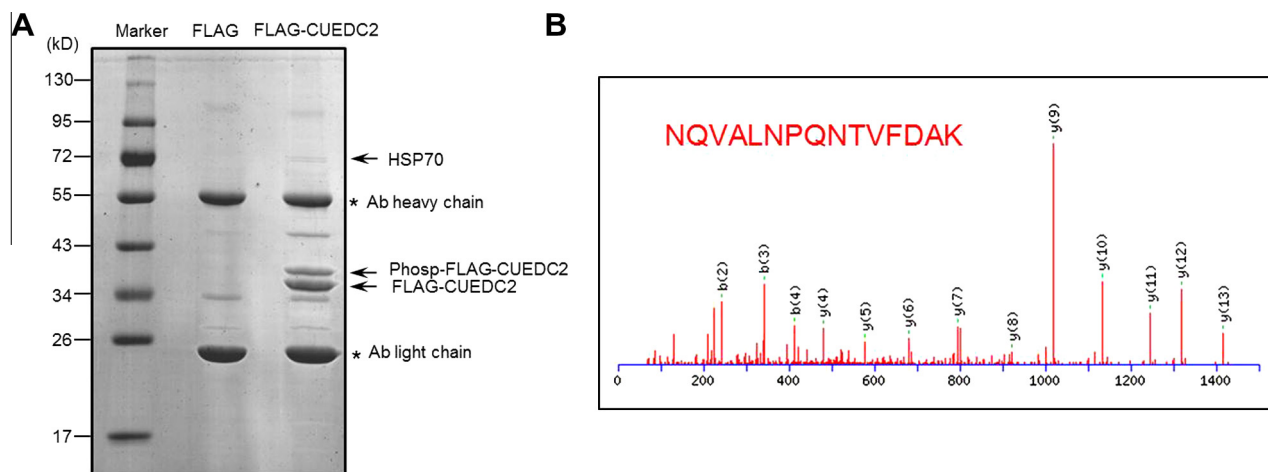 A
Marker FLAG FLAG-CUEDC2
(kD)
130
95
72
55
43
34
26
17
HSP70
* Ab heavy chain
Phosp-FLAG-CUEDC2
FLAG-CUEDC2
* Ab light chain
B
NQVALNPQNTVFDAK
b(2)
b(3)
b(4)
y(4)
y(5)
y(6)
y(7)
y(8)
y(9)
y(10)
y(11)
y(12)
y(13)
0 200 400 600 800 1000 1200 1400